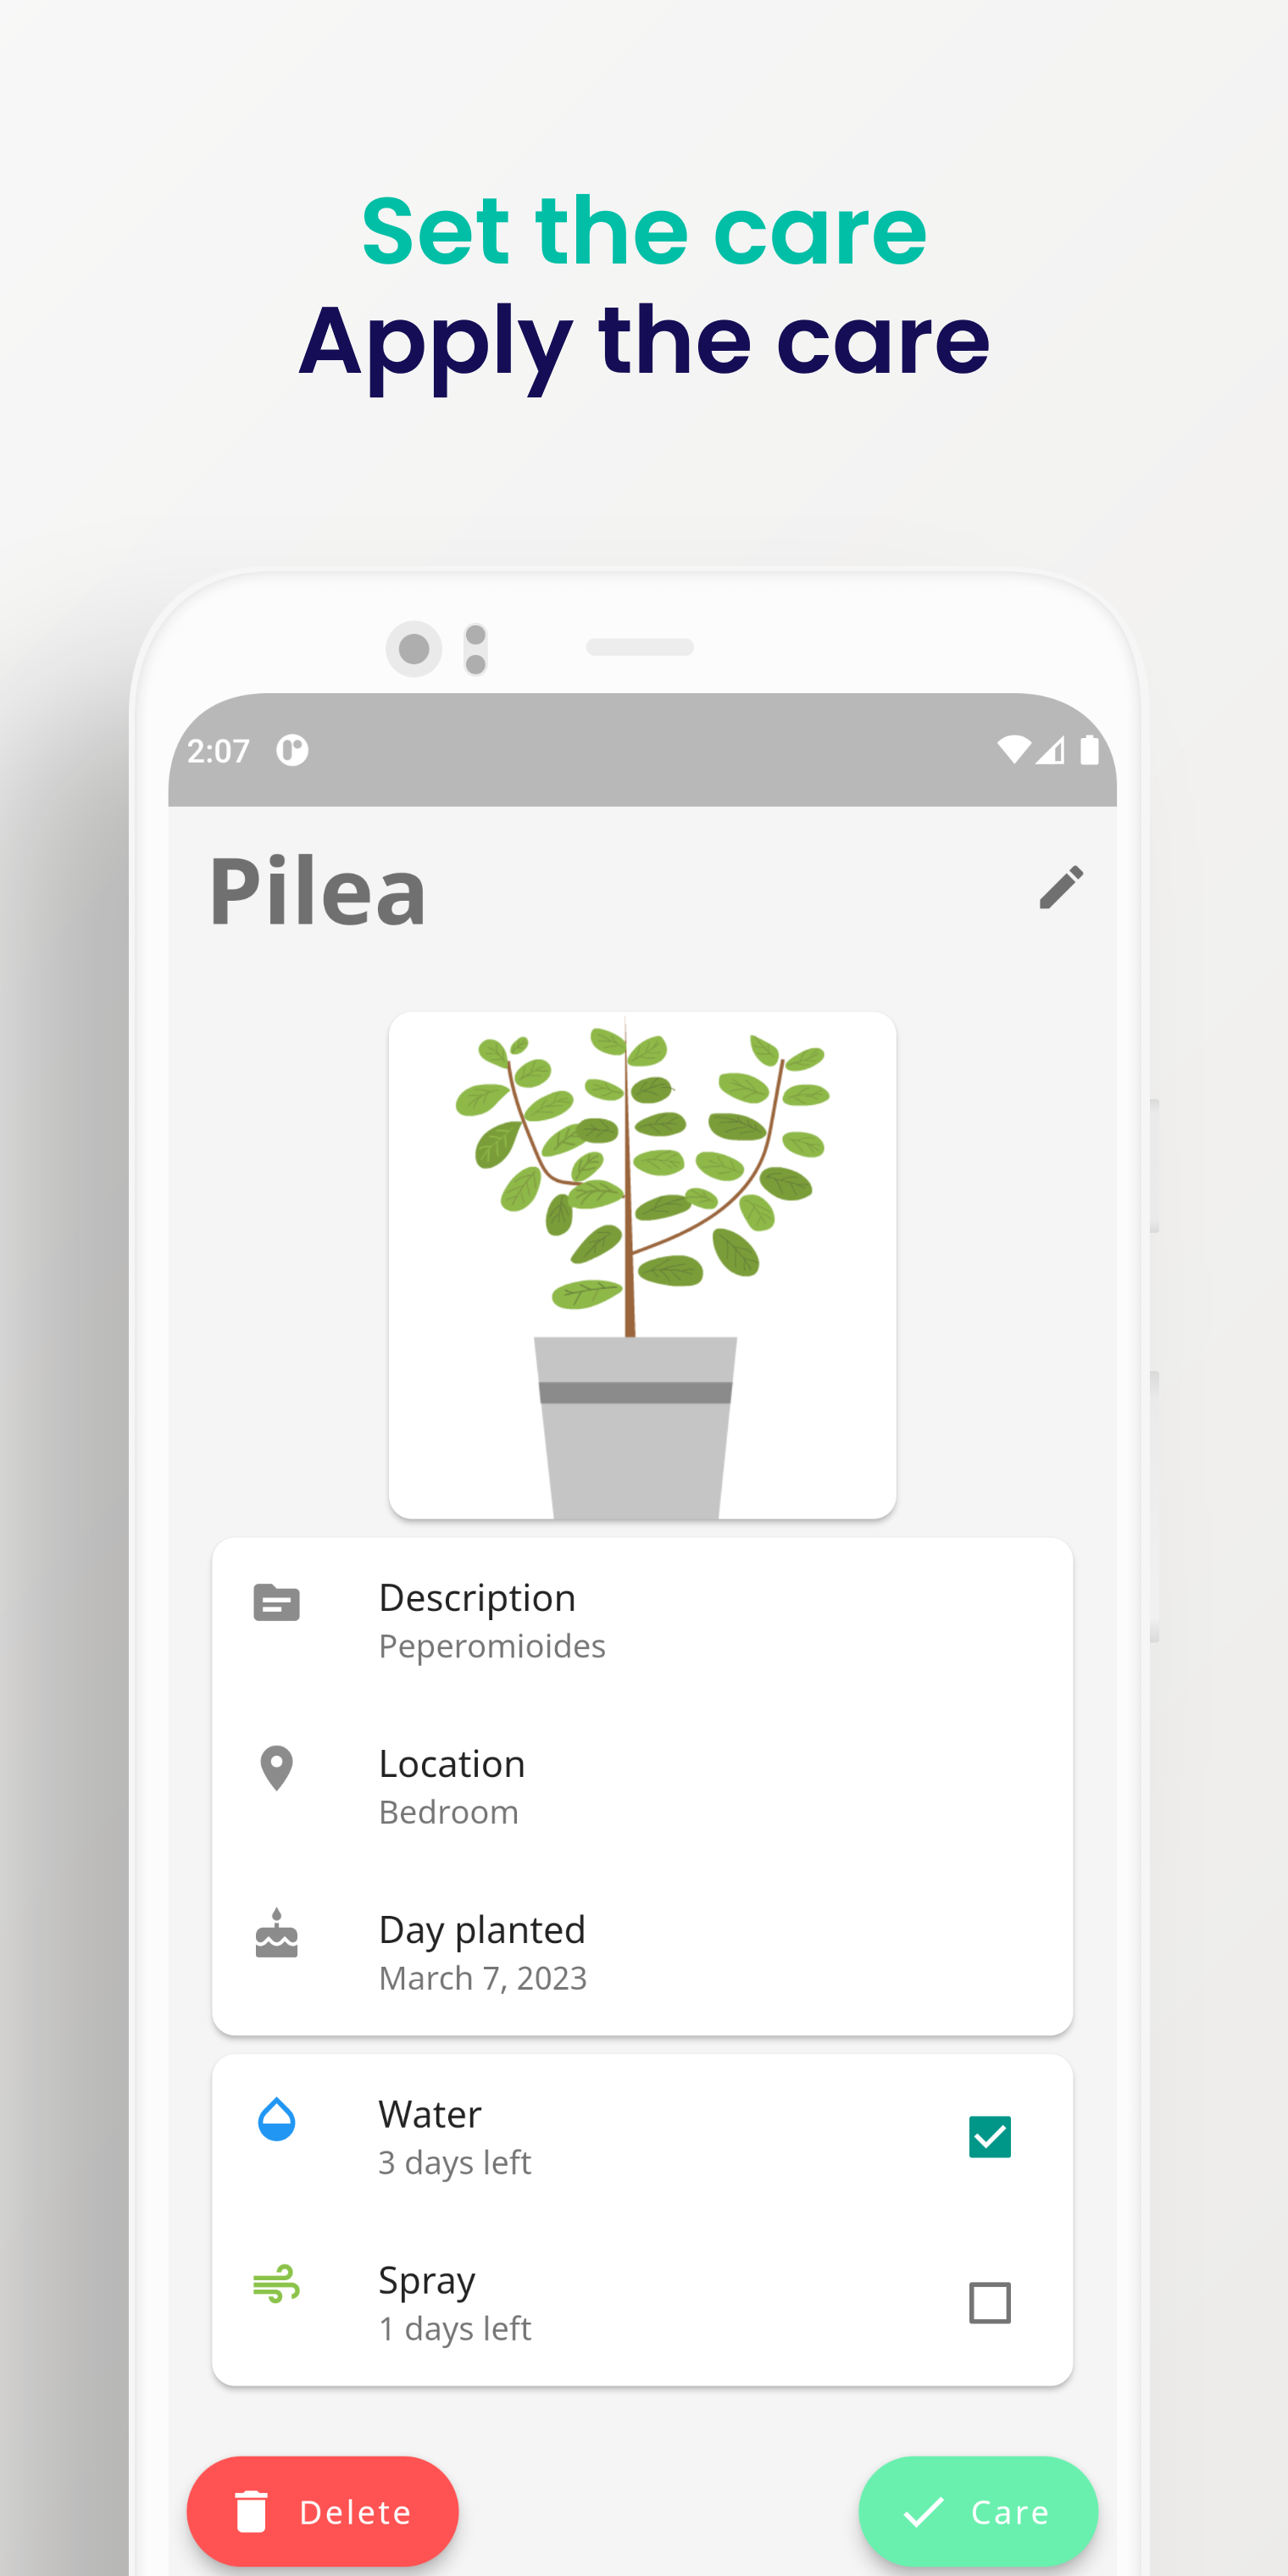 Set the care
Apply the care
2:07
Pilea
Description
Peperomioides
Location
Bedroom
Day planted
March 7, 2023
Water
3 days left
Spray
1 days left
Delete
Care